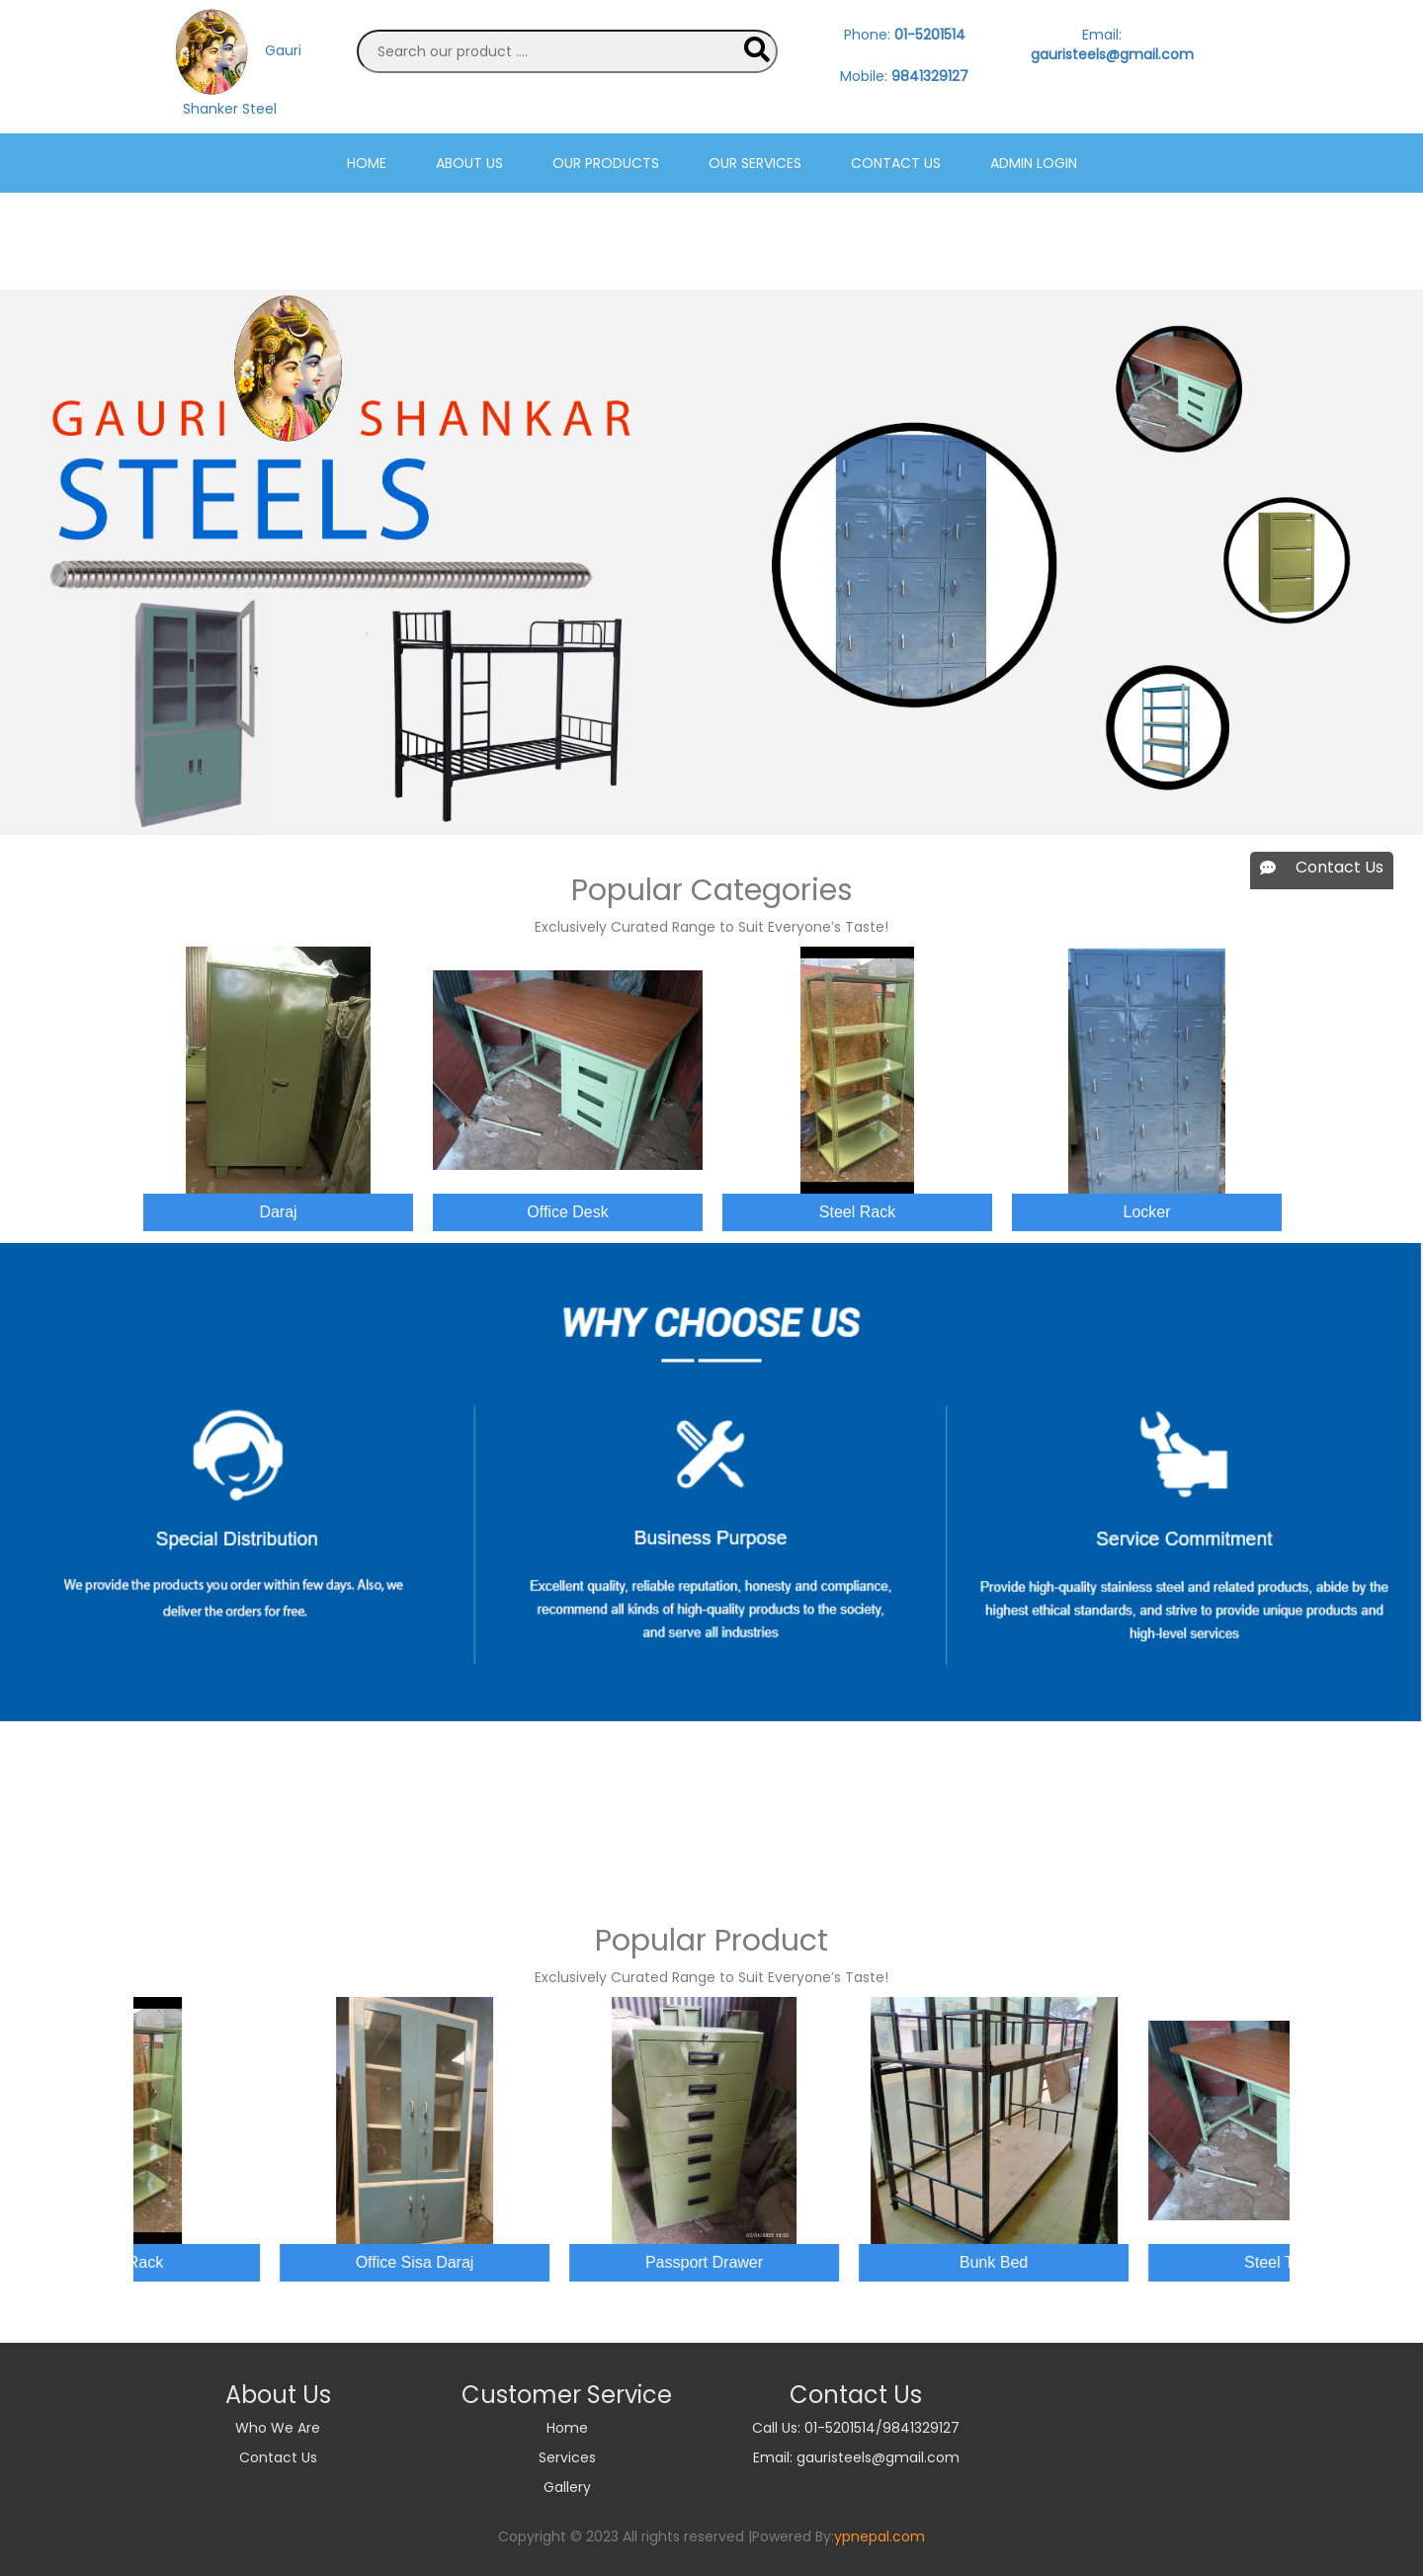 Gauri
Shanker Steel
Search our product ....
Phone: 01-5201514
Mobile: 9841329127
Email:
gauristeels@gmail.com
HOME ABOUT US OUR PRODUCTS OUR SERVICES CONTACT US ADMIN LOGIN
GAURI SHANKAR
STEELS
Contact Us
Popular Categories
Exclusively Curated Range to Suit Everyone’s Taste!
Daraj Office Desk Steel Rack Locker
WHY CHOOSE US
Special Distribution
We provide the products you order within few days. Also, we
deliver the orders for free.
Business Purpose
Excellent quality, reliable reputation, honesty and compliance,
recommend all kinds of high-quality products to the society,
and serve all industries
Service Commitment
Provide high-quality stainless steel and related products, abide by the
highest ethical standards, and strive to provide unique products and
high-level services
Popular Product
Exclusively Curated Range to Suit Everyone’s Taste!
Rack Office Sisa Daraj Passport Drawer Bunk Bed Steel
About Us
Who We Are
Contact Us
Customer Service
Home
Services
Gallery
Contact Us
Call Us: 01-5201514/9841329127
Email: gauristeels@gmail.com
Copyright © 2023 All rights reserved |Powered By:ypnepal.com